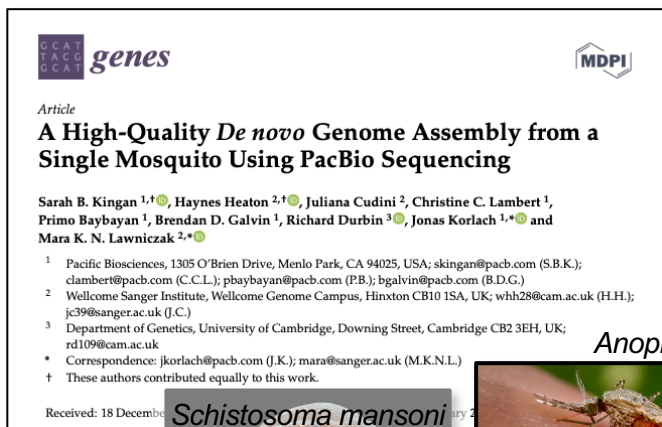 GCAT
TACG
GCAT
genes
MDPI
Article
A High-Quality De novo Genome Assembly from a
Single Mosquito Using PacBio Sequencing
Sarah B. Kingan 1,†, Haynes Heaton 2,†, Juliana Cudini 2, Christine C. Lambert 1,
Primo Baybayan 1, Brendan D. Galvin 1, Richard Durbin 3, Jonas Korlach 1,* and
Mara K. N. Lawniczak 2,*
1 Pacific Biosciences, 1305 O'Brien Drive, Menlo Park, CA 94025, USA; skingan@pacb.com (S.B.K.);
clambert@pacb.com (C.C.L.); pbaybayan@pacb.com (P.B.); bgalvin@pacb.com (B.D.G.)
2 Wellcome Sanger Institute, Wellcome Genome Campus, Hinxton CB10 1SA, UK; whh28@cam.ac.uk (H.H.);
jc39@sanger.ac.uk (J.C.)
3 Department of Genetics, University of Cambridge, Downing Street, Cambridge CB2 3EH, UK;
rd109@cam.ac.uk
* Correspondence: jkorlach@pacb.com (J.K.); mara@sanger.ac.uk (M.K.N.L.)
† These authors contributed equally to this work.
Anop
Received: 18 Decembe
Schistosoma mansoni